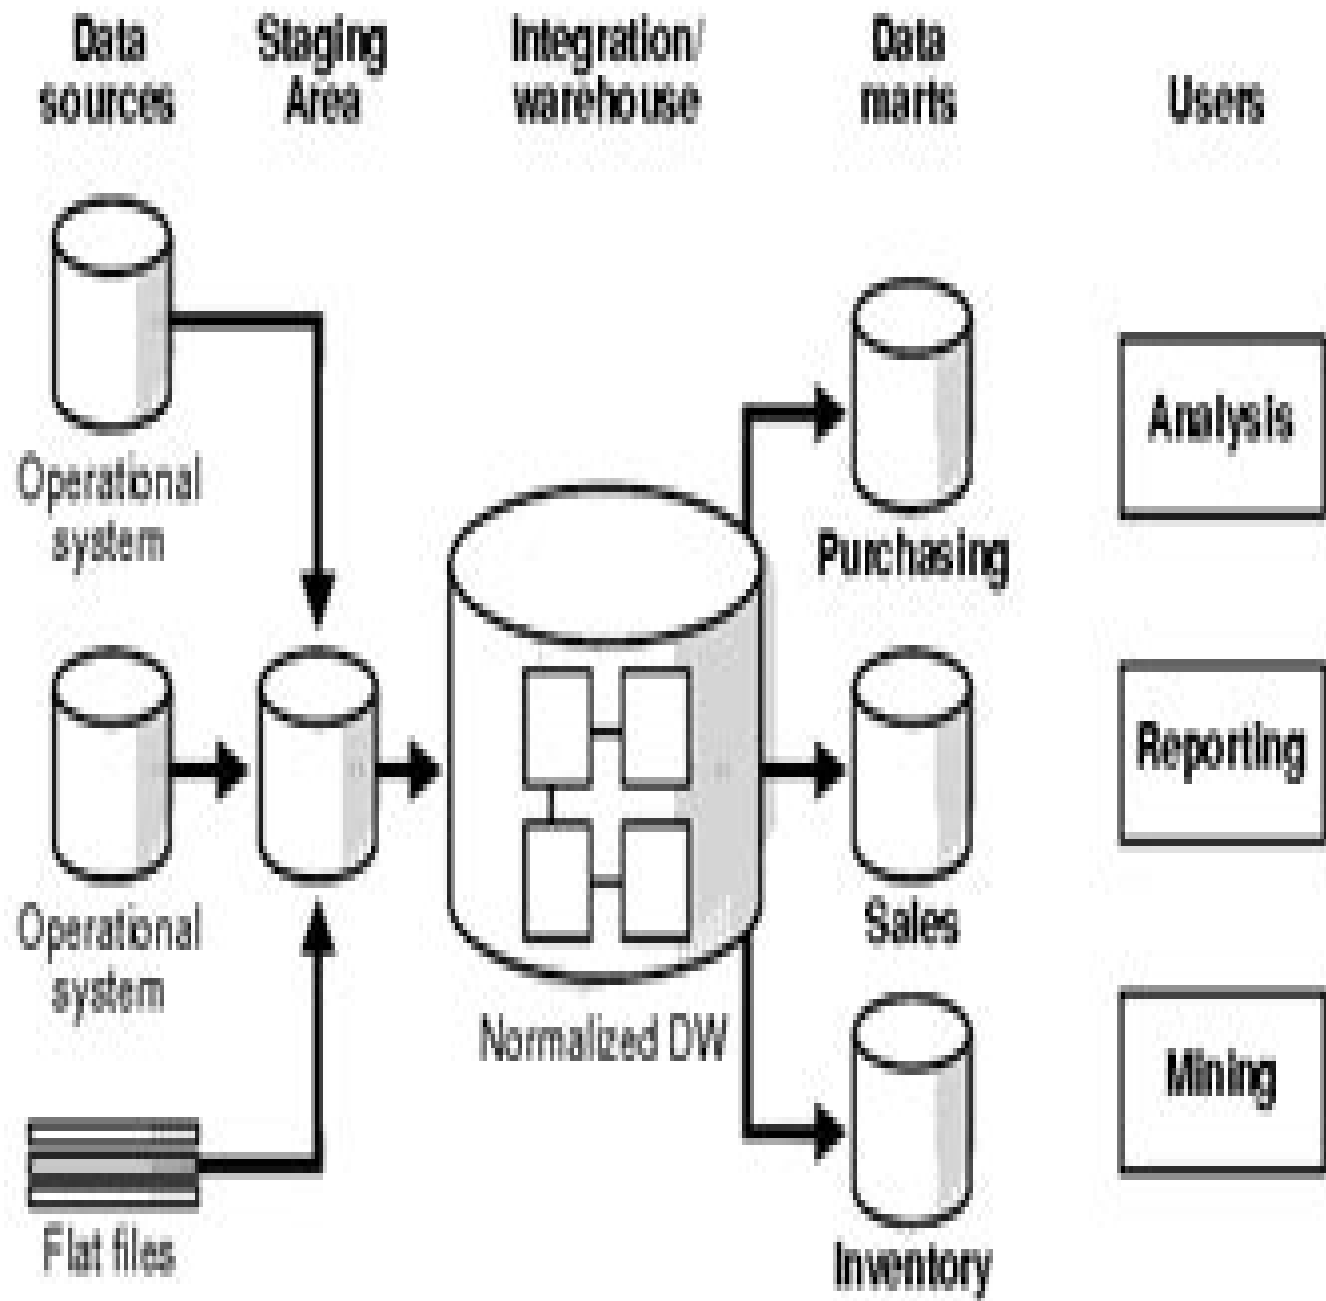 Data
sources
Staging
Area
Integration/
warehouse
Data
marts
Users
Operational
system
Operational
system
Flat files
Normalized DW
Purchasing
Sales
Inventory
Analysis
Reporting
Mining